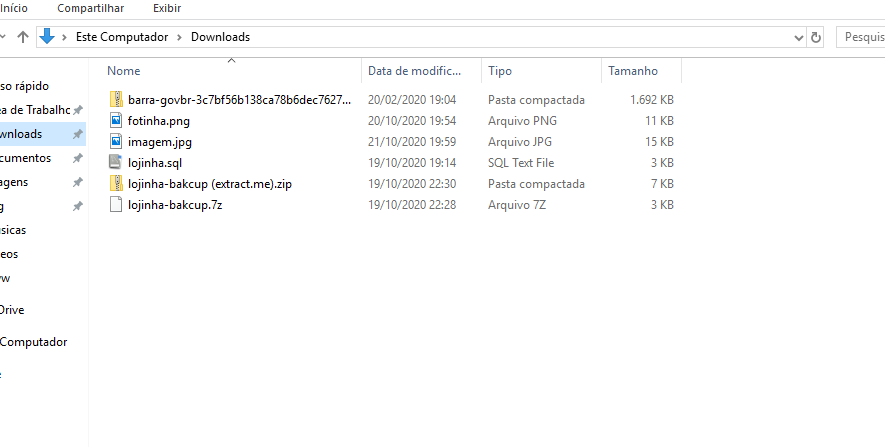 Início Compartilhar Exibir
Este Computador Downloads Pesquis
Nome Data de modific... Tipo Tamanho
so rápido
barra-govbr-3c7bf56b138ca78b6dec7627... 20/02/2020 19:04 Pasta compactada 1.692 KB
ea de Trabalhc
fotinha.png 20/10/2020 19:54 Arquivo PNG 11 KB
wnloads
imagem.jpg 21/10/2020 19:59 Arquivo JPG 15 KB
cumentos
lojinha.sql 19/10/2020 19:14 SQL Text File 3 KB
agens
lojinha-bakcup (extract.me).zip 19/10/2020 22:30 Pasta compactada 7 KB
g
lojinha-bakcup.7z 19/10/2020 22:28 Arquivo 7Z 3 KB
úsicas
eos
w
Drive
Computador